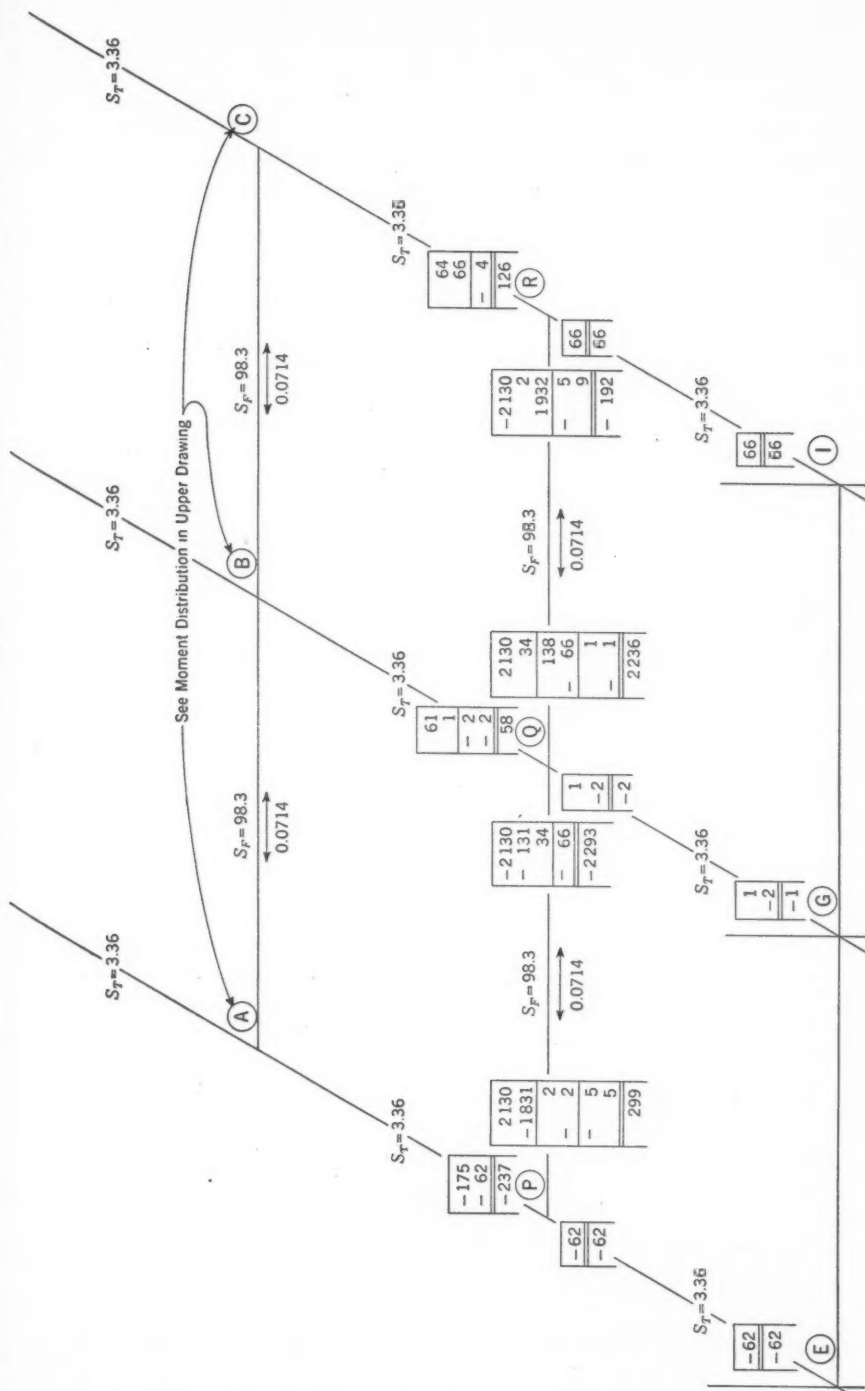 S_T = 3.36
S_T = 3.36
S_T = 3.36
See Moment Distribution in Upper Drawing
A
B
C
S_F = 98.3
0.0714
S_F = 98.3
0.0714
S_T = 3.36
S_T = 3.36
S_T = 3.36
-175
- 62
-237
P
61
1
- 2
- 2
58
Q
64
66
- 4
126
R
2130
-1831
2
- 2
- 5
5
299
S_F = 98.3
0.0714
-2130
- 131
34
- 66
-2293
2130
34
138
- 66
1
- 1
2236
S_F = 98.3
0.0714
-2130
2
1932
- 5
9
- 192
-62
-62
1
-2
-2
66
66
S_T = 3.36
S_T = 3.36
S_T = 3.36
-62
-62
E
1
-2
-1
G
66
66
I